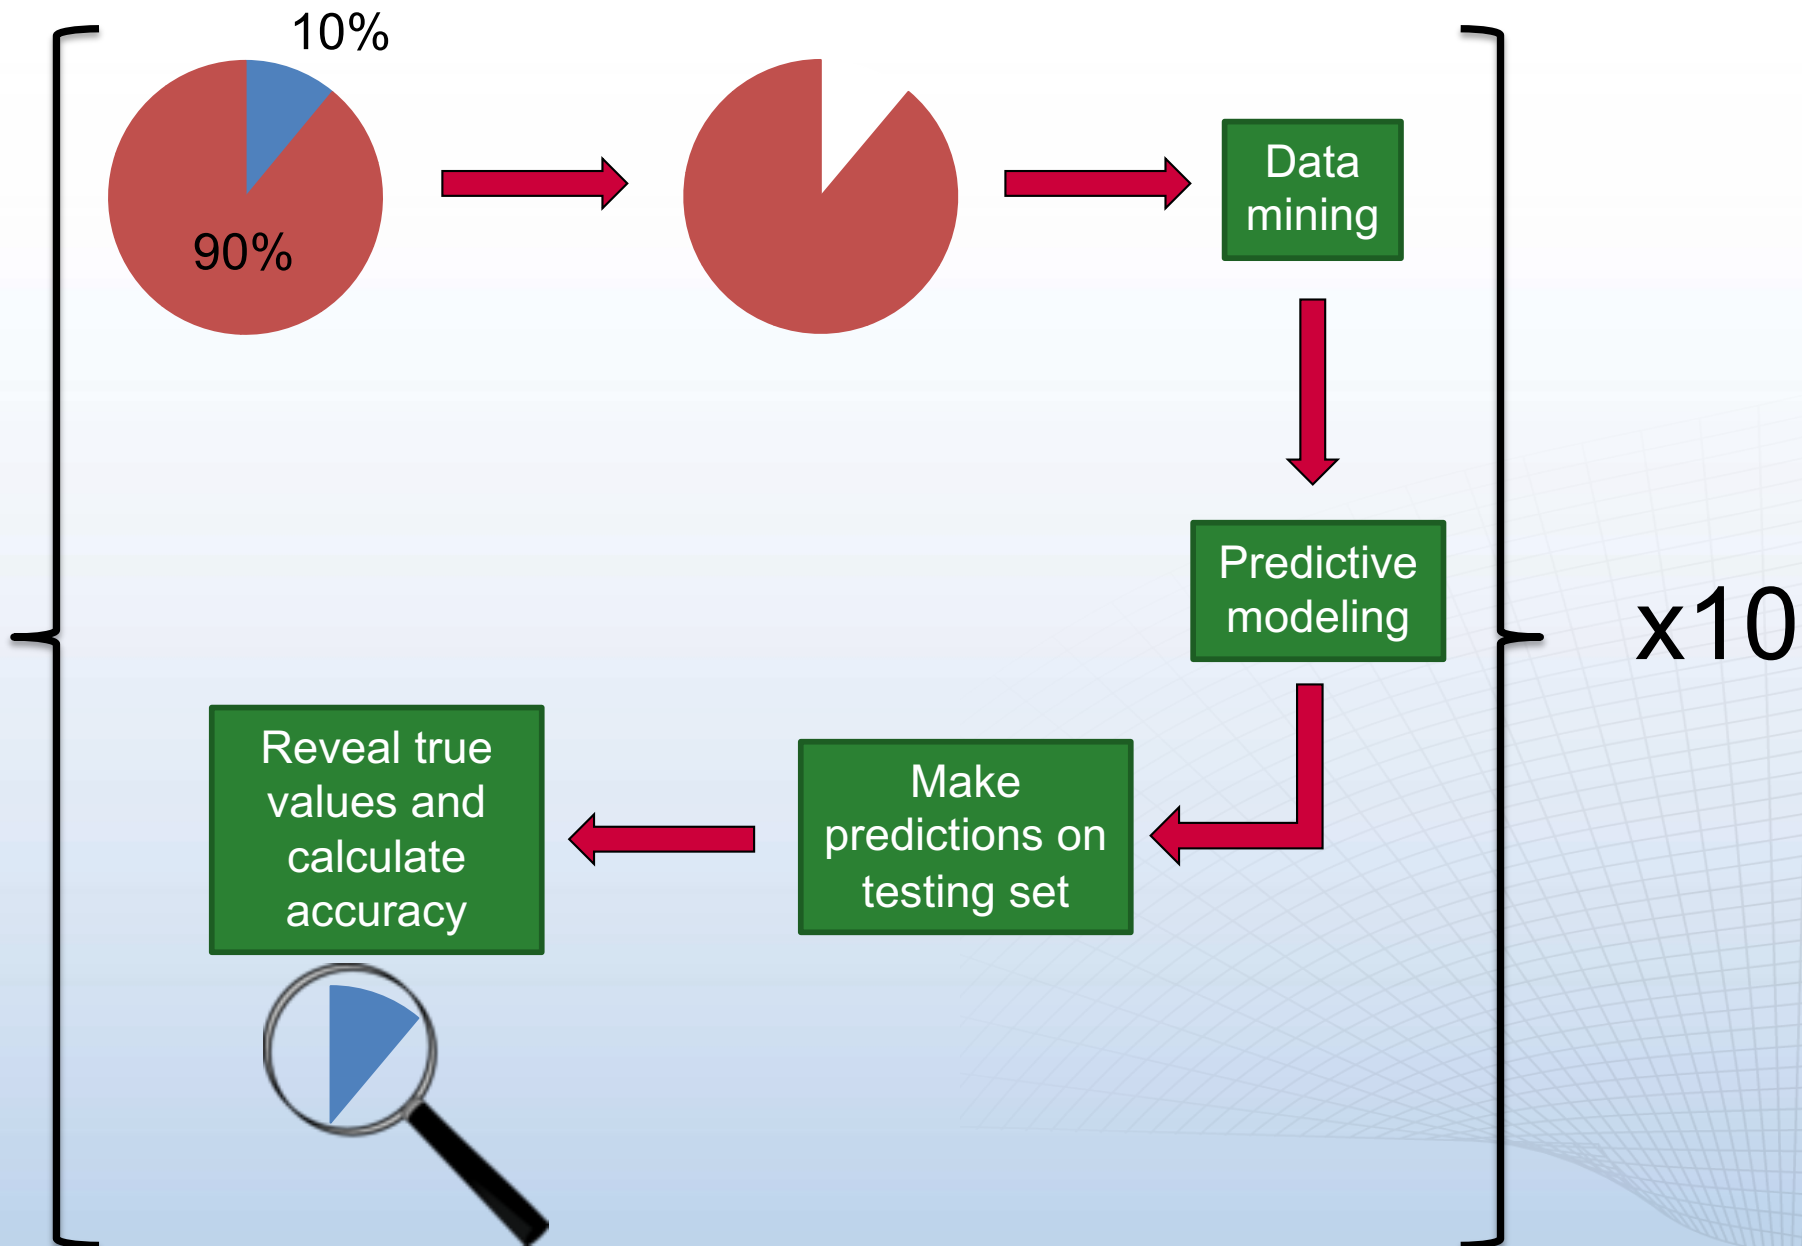 10%
90%
Data
mining
Predictive
modeling
x10
Make
predictions on
testing set
Reveal true
values and
calculate
accuracy